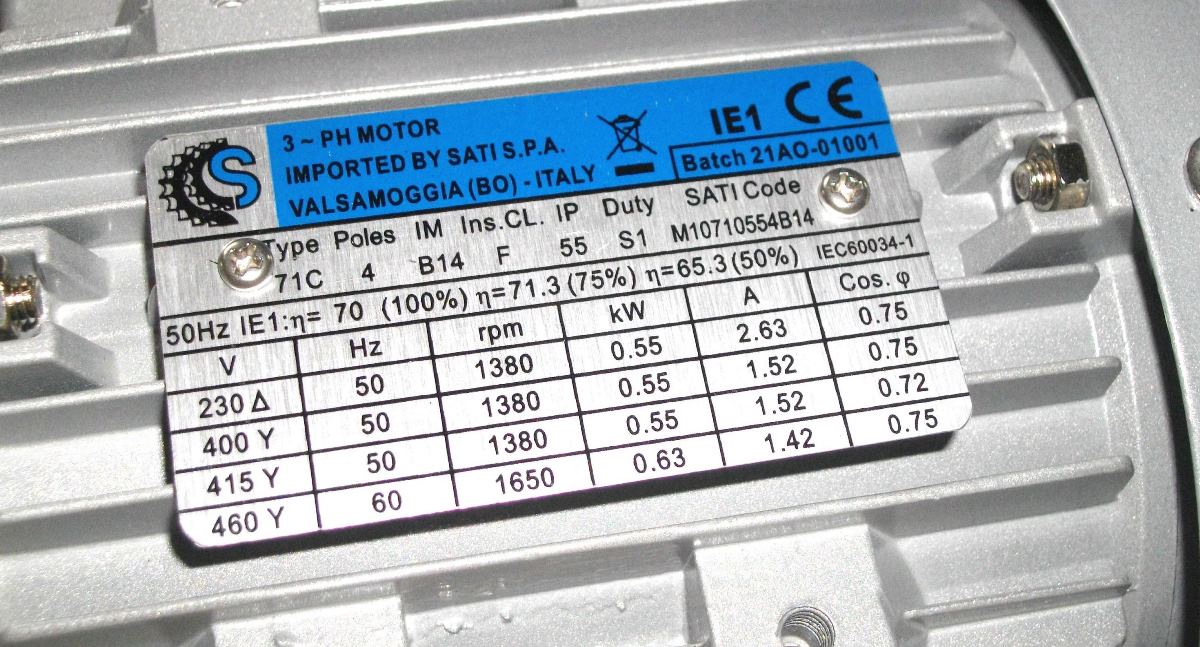 S
3 ~ PH MOTOR
IMPORTED BY SATI S.P.A.
VALSAMOGGIA (BO) - ITALY
IE1 CE
Batch 21AO-01001
Type Poles IM Ins.CL. IP Duty SATI Code
71C 4 B14 F 55 S1 M10710554B14
50Hz IE1:η= 70 (100%) η=71.3 (75%) η=65.3 (50%) IEC60034-1
V Hz rpm kW A Cos. φ
230 Δ 50 1380 0.55 2.63 0.75
400 Y 50 1380 0.55 1.52 0.75
415 Y 50 1380 0.55 1.52 0.72
460 Y 60 1650 0.63 1.42 0.75